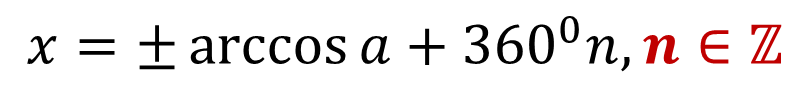 x = ± arccos a + 360⁰n, n ∈ ℤ